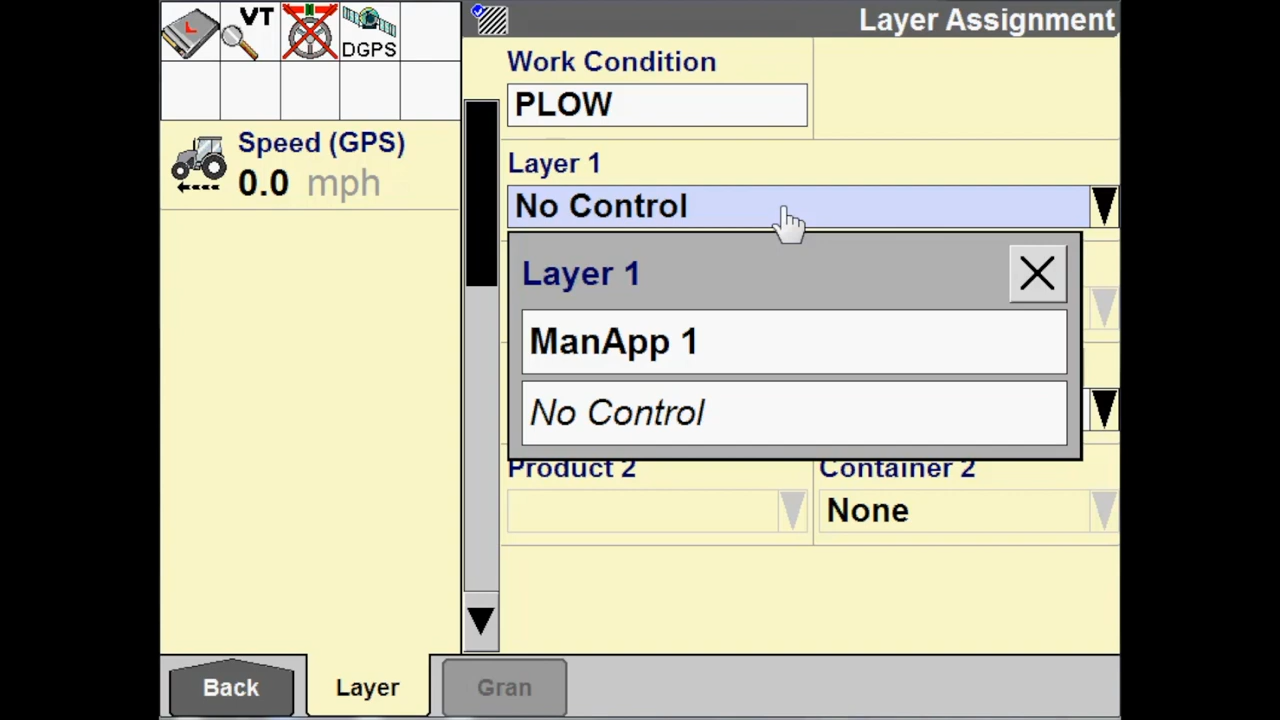 VT
DGPS
Speed (GPS)
0.0 mph
Layer Assignment
Work Condition
PLOW
Layer 1
No Control
Layer 1
ManApp 1
No Control
Product 2
Container 2
None
Back
Layer
Gran